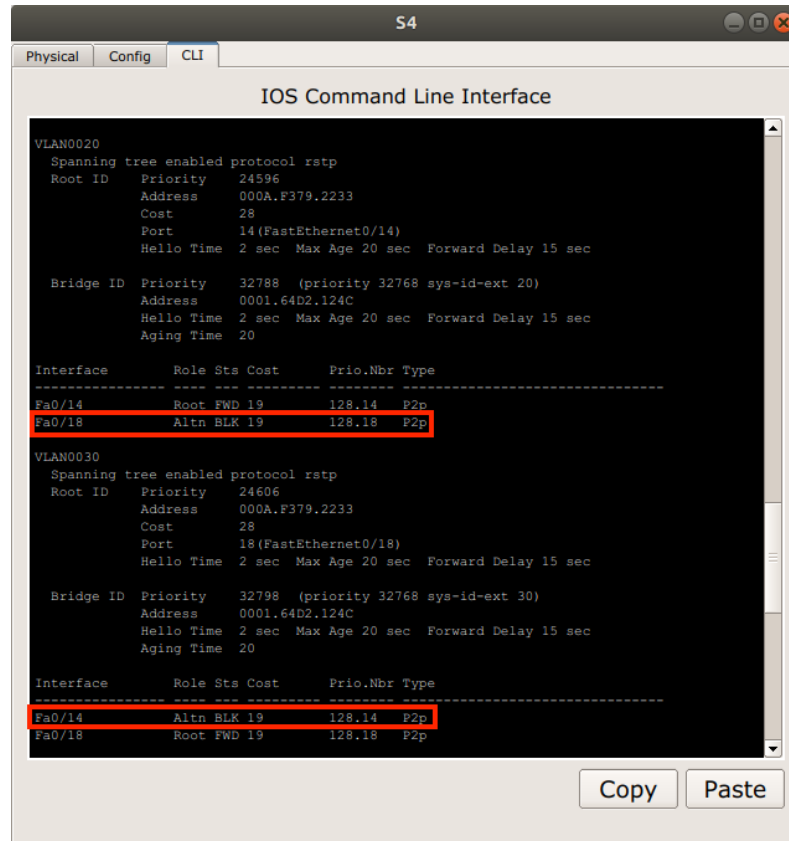 S4
Physical Config CLI
IOS Command Line Interface
VLAN0020
  Spanning tree enabled protocol rstp
  Root ID    Priority    24596
             Address     000A.F379.2233
             Cost        28
             Port        14(FastEthernet0/14)
             Hello Time  2 sec  Max Age 20 sec  Forward Delay 15 sec
  Bridge ID  Priority    32788  (priority 32768 sys-id-ext 20)
             Address     0001.64D2.124C
             Hello Time  2 sec  Max Age 20 sec  Forward Delay 15 sec
             Aging Time  20
Interface        Role Sts Cost      Prio.Nbr Type
---------------- ---- --- --------- -------- --------------------------------
Fa0/14           Root FWD 19        128.14   P2p
Fa0/18           Altn BLK 19        128.18   P2p
VLAN0030
  Spanning tree enabled protocol rstp
  Root ID    Priority    24606
             Address     000A.F379.2233
             Cost        28
             Port        18(FastEthernet0/18)
             Hello Time  2 sec  Max Age 20 sec  Forward Delay 15 sec
  Bridge ID  Priority    32798  (priority 32768 sys-id-ext 30)
             Address     0001.64D2.124C
             Hello Time  2 sec  Max Age 20 sec  Forward Delay 15 sec
             Aging Time  20
Interface        Role Sts Cost      Prio.Nbr Type
---------------- ---- --- --------- -------- --------------------------------
Fa0/14           Altn BLK 19        128.14   P2p
Fa0/18           Root FWD 19        128.18   P2p
Copy Paste